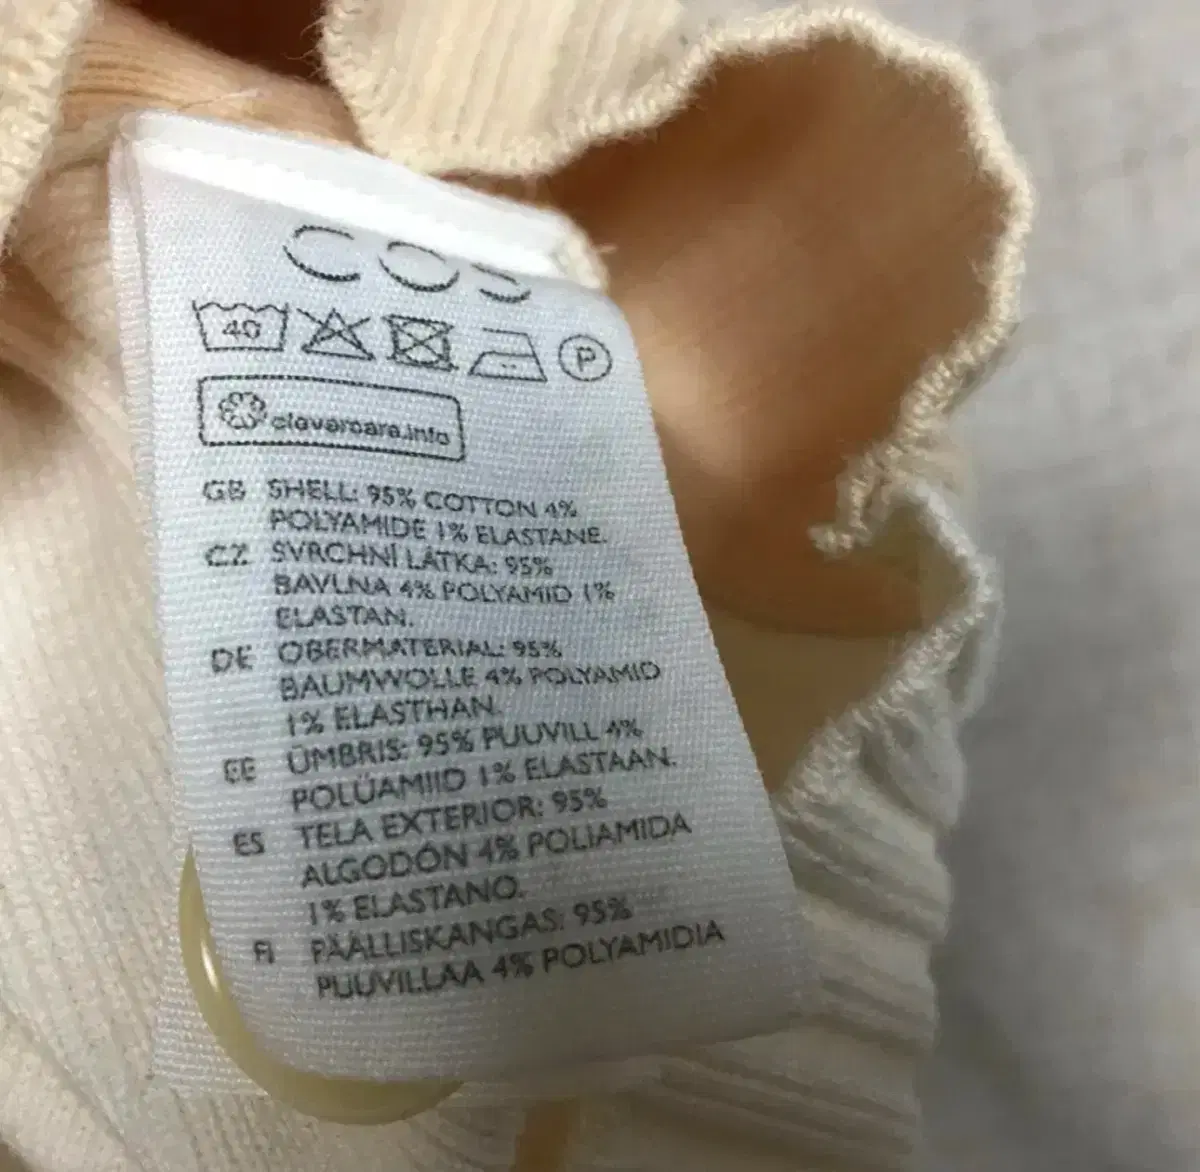 COS
40
P
clevercare.info
GB SHELL: 95% COTTON 4%
POLYAMIDE 1% ELASTANE.
CZ SVRCHNÍ LÁTKA: 95%
BAVLNA 4% POLYAMID 1%
ELASTAN.
DE OBERMATERIAL: 95%
BAUMWOLLE 4% POLYAMID
1% ELASTHAN.
EE ÜMBRIS: 95% PUUVILL 4%
POLÜAMIID 1% ELASTAAN.
ES TELA EXTERIOR: 95%
ALGODÓN 4% POLIAMIDA
1% ELASTANO.
FI PÄÄLLISKANGAS: 95%
PUUVILLAA 4% POLYAMIDIA